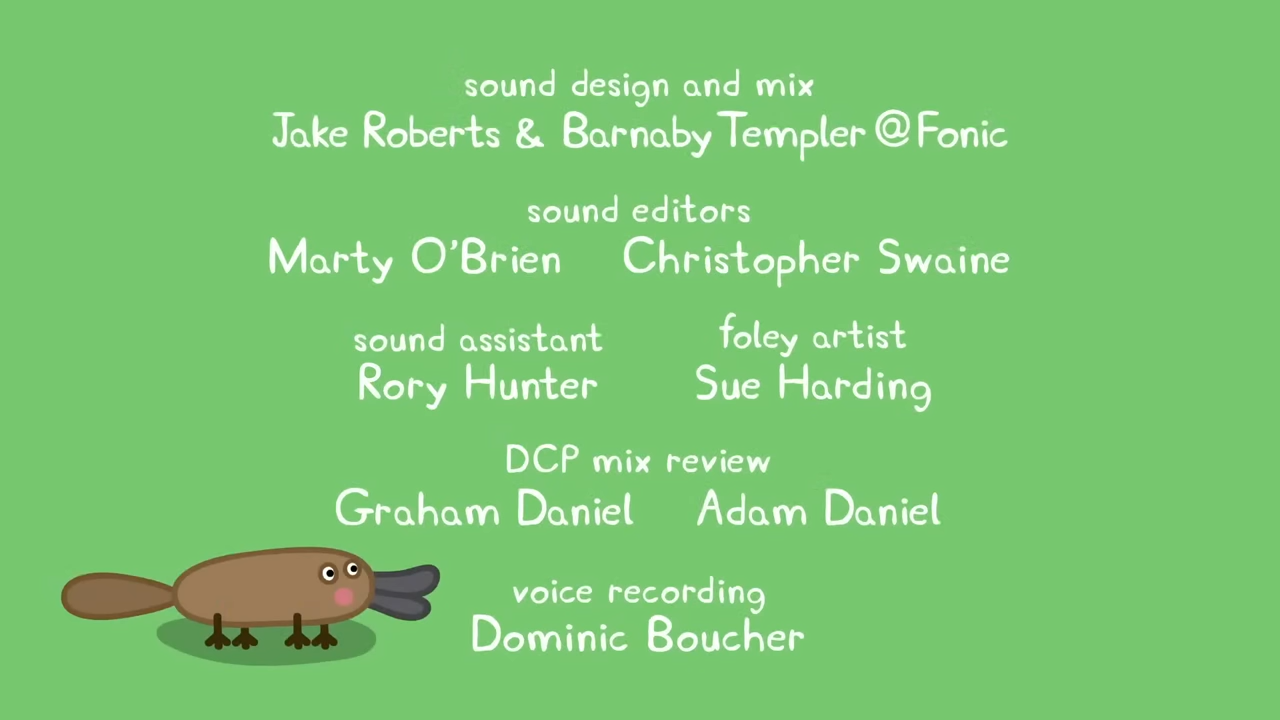 sound design and mix
Jake Roberts & Barnaby Templer @ Fonic
sound editors
Marty O'Brien Christopher Swaine
sound assistant foley artist
Rory Hunter Sue Harding
DCP mix review
Graham Daniel Adam Daniel
voice recording
Dominic Boucher